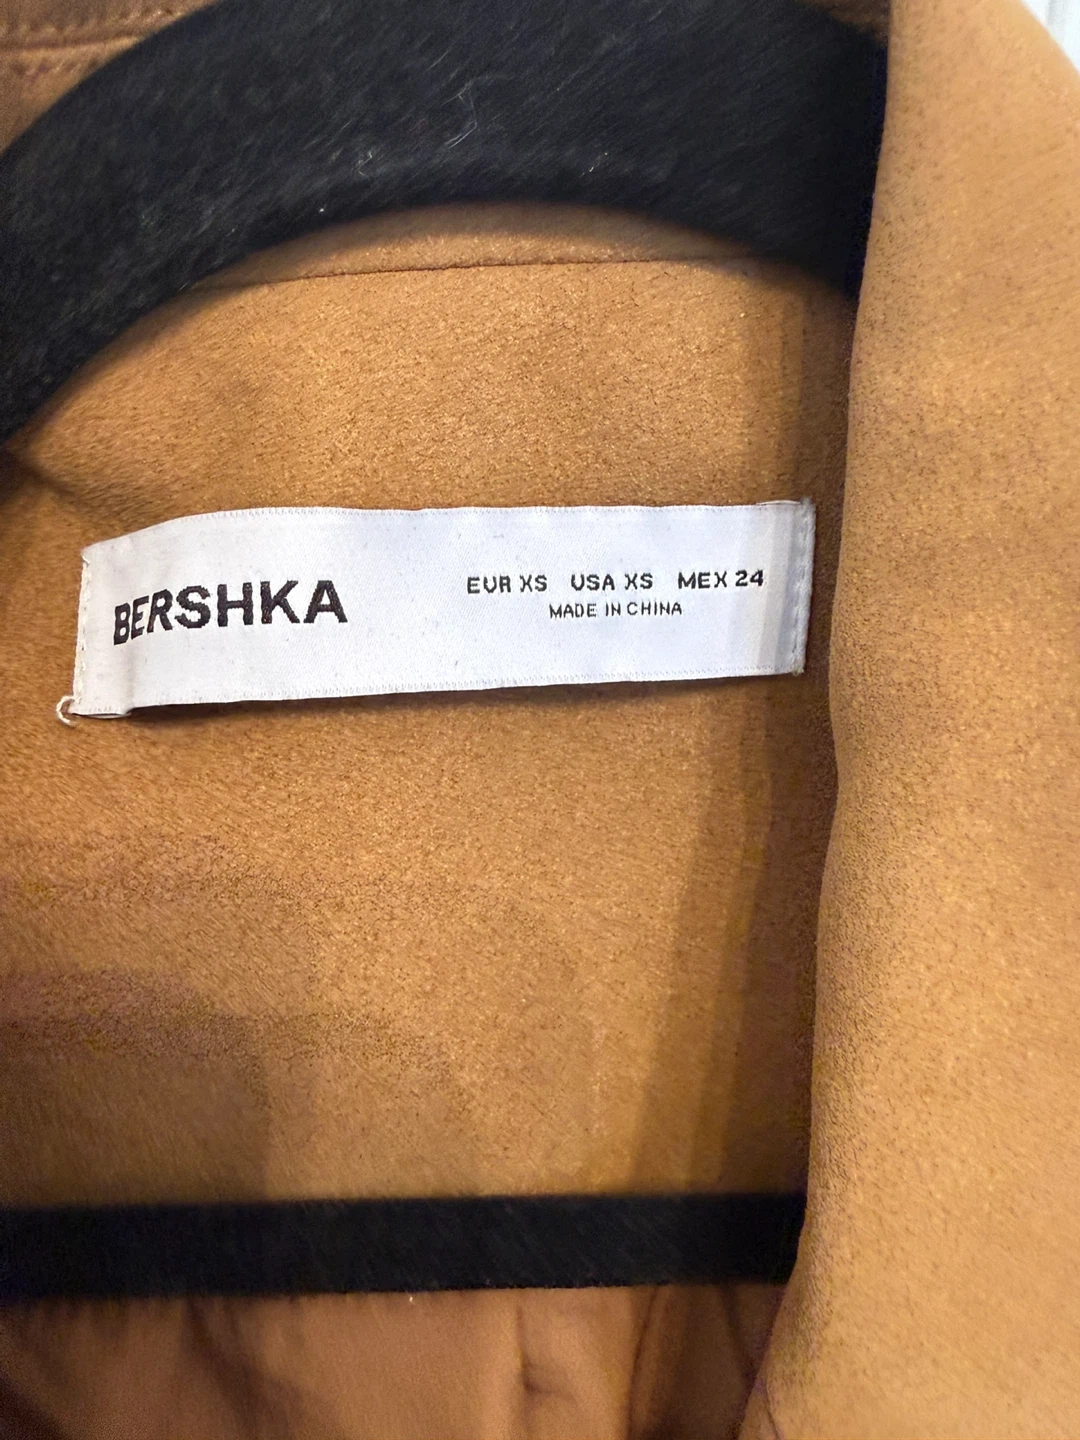 BERSHKA
EUR XS USA XS MEX 24
MADE IN CHINA